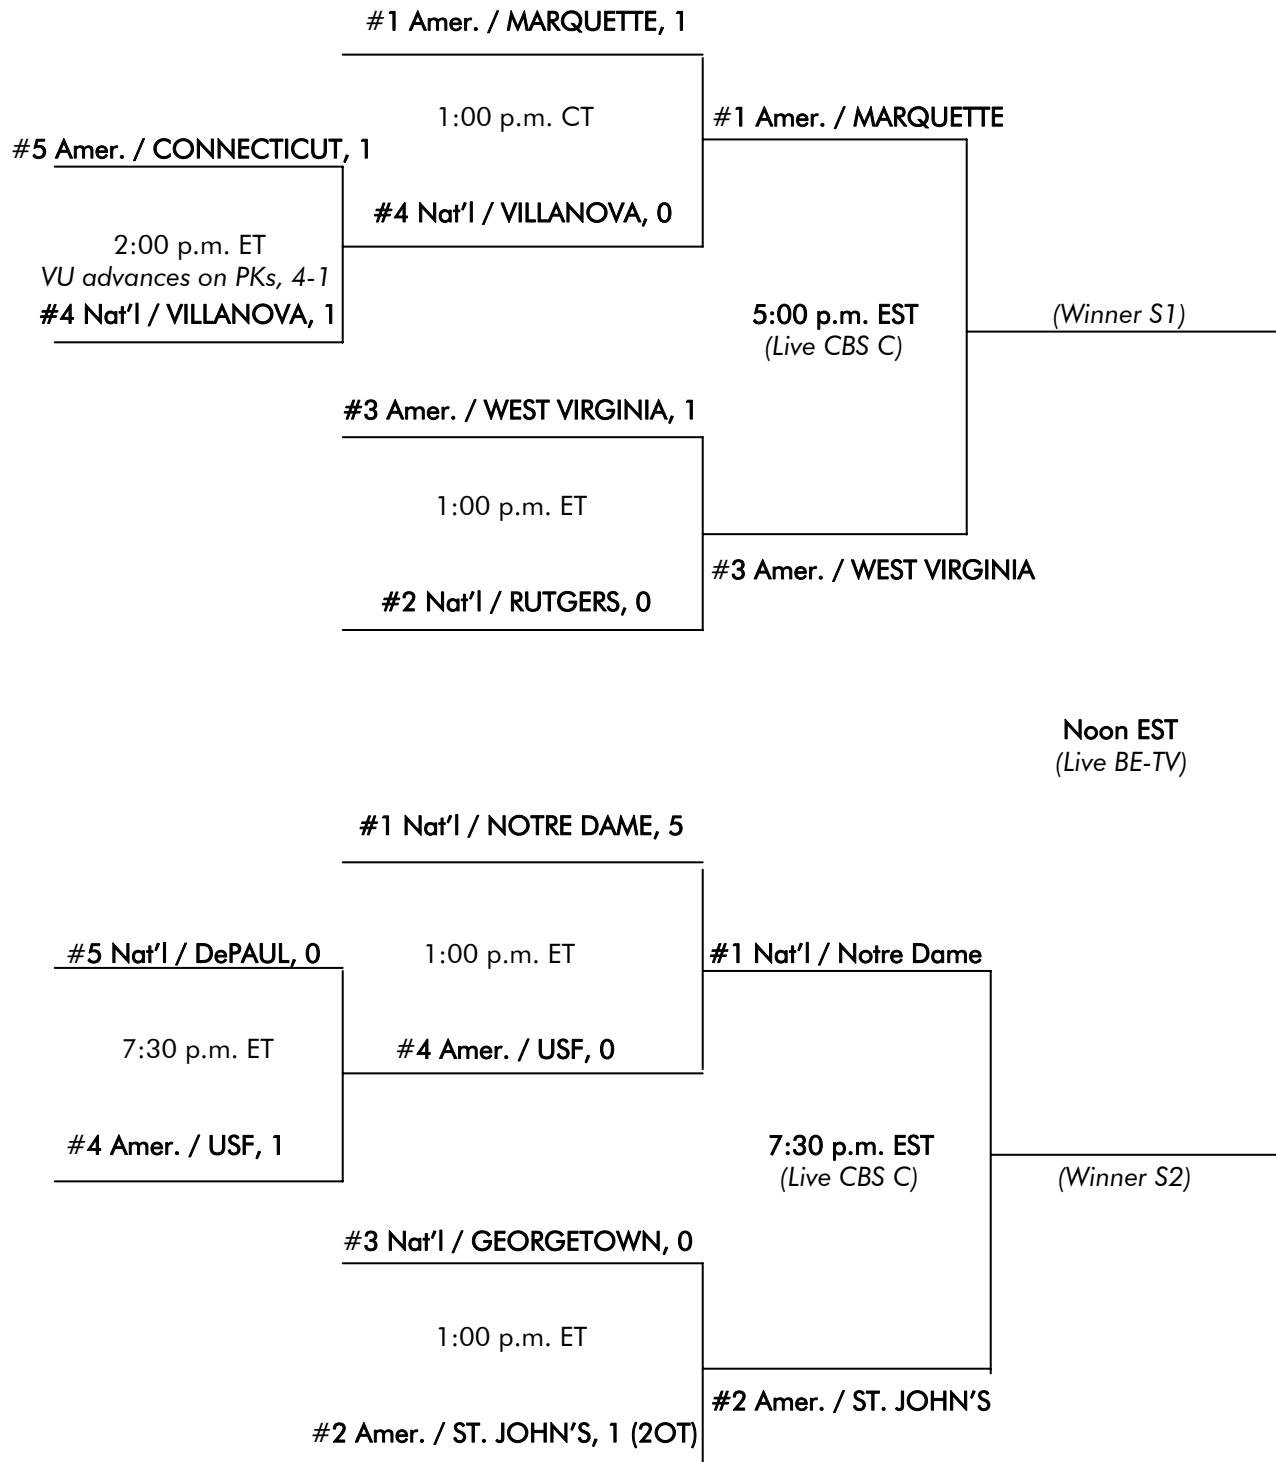 #1 Amer. / MARQUETTE, 1
1:00 p.m. CT
#1 Amer. / MARQUETTE
#5 Amer. / CONNECTICUT, 1
#4 Nat'l / VILLANOVA, 0
2:00 p.m. ET
VU advances on PKs, 4-1
#4 Nat'l / VILLANOVA, 1
5:00 p.m. EST
(Live CBS C)
(Winner S1)
#3 Amer. / WEST VIRGINIA, 1
1:00 p.m. ET
#3 Amer. / WEST VIRGINIA
#2 Nat'l / RUTGERS, 0
Noon EST
(Live BE-TV)
#1 Nat'l / NOTRE DAME, 5
#5 Nat'l / DePAUL, 0
1:00 p.m. ET
#1 Nat'l / Notre Dame
7:30 p.m. ET
#4 Amer. / USF, 0
#4 Amer. / USF, 1
7:30 p.m. EST
(Live CBS C)
(Winner S2)
#3 Nat'l / GEORGETOWN, 0
1:00 p.m. ET
#2 Amer. / ST. JOHN'S
#2 Amer. / ST. JOHN'S, 1 (2OT)